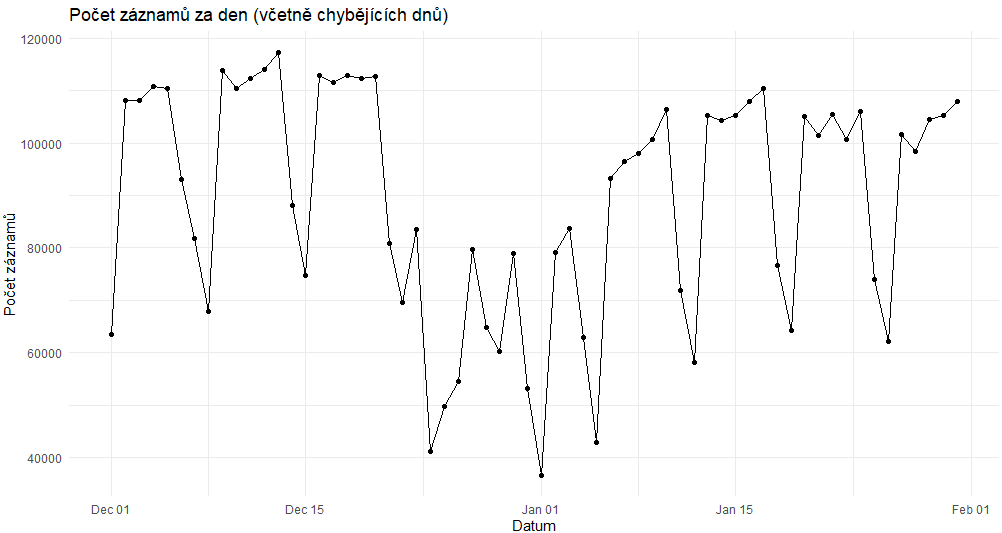 Počet záznamů za den (včetně chybějících dnů)
120000
100000
80000
60000
40000
Počet záznamů
Dec 01
Dec 15
Jan 01
Jan 15
Feb 01
Datum